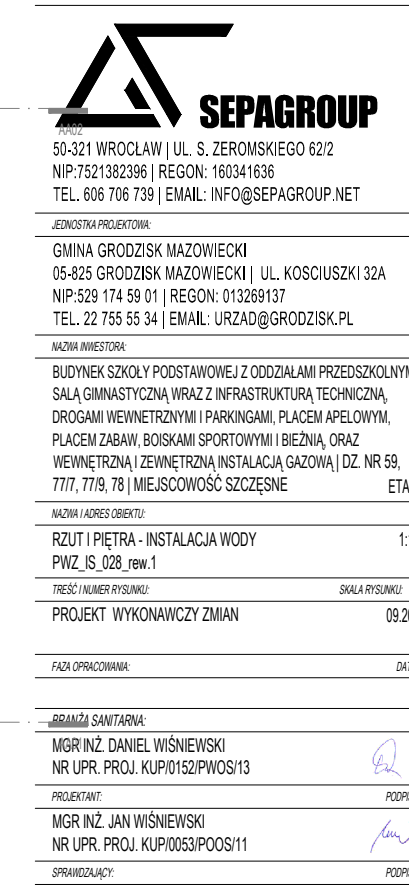 SEPAGROUP
AA02
50-321 WROCŁAW | UL. S. ZEROMSKIEGO 62/2
NIP:7521382396 | REGON: 160341636
TEL. 606 706 739 | EMAIL: INFO@SEPAGROUP.NET
JEDNOSTKA PROJEKTOWA:
GMINA GRODZISK MAZOWIECKI
05-825 GRODZISK MAZOWIECKI | UL. KOSCIUSZKI 32A
NIP:529 174 59 01 | REGON: 013269137
TEL. 22 755 55 34 | EMAIL: URZAD@GRODZISK.PL
NAZWA INWESTORA:
BUDYNEK SZKOŁY PODSTAWOWEJ Z ODDZIAŁAMI PRZEDSZKOLNYM
SALĄ GIMNASTYCZNĄ WRAZ Z INFRASTRUKTURĄ TECHNICZNĄ,
DROGAMI WEWNETRZNYMI I PARKINGAMI, PLACEM APELOWYM,
PLACEM ZABAW, BOISKAMI SPORTOWYMI I BIEŻNIĄ, ORAZ
WEWNĘTRZNĄ I ZEWNĘTRZNĄ INSTALACJĄ GAZOWĄ | DZ. NR 59,
77/7, 77/9, 78 | MIEJSCOWOŚĆ SZCZĘSNE ETA
NAZWA I ADRES OBIEKTU:
RZUT I PIĘTRA - INSTALACJA WODY 1:
PWZ_IS_028_rew.1
TREŚĆ I NUMER RYSUNKU: SKALA RYSUNKU:
PROJEKT WYKONAWCZY ZMIAN 09.20
FAZA OPRACOWANIA: DAT
BRANŻA SANITARNA:
MGR INŻ. DANIEL WIŚNIEWSKI
NR UPR. PROJ. KUP/0152/PWOS/13
PROJEKTANT: PODPI
MGR INŻ. JAN WIŚNIEWSKI
NR UPR. PROJ. KUP/0053/POOS/11
SPRAWDZAJĄCY: PODPI